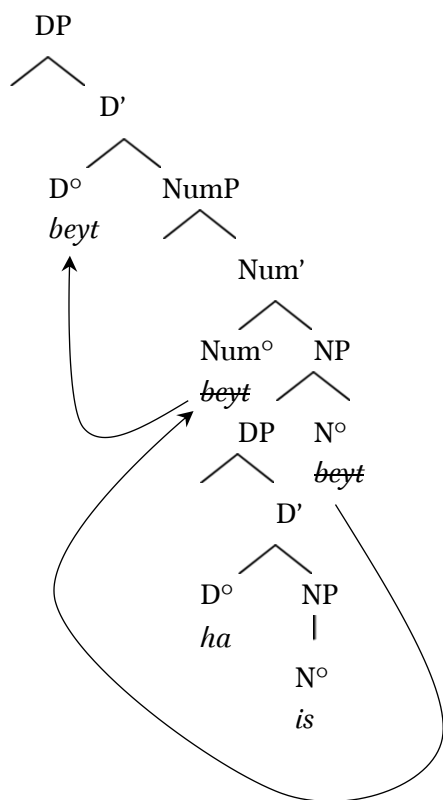 DP
D’
D° NumP
beyt
Num’
Num° NP
beyt
DP N°
beyt
D’
D° NP
ha
N°
is